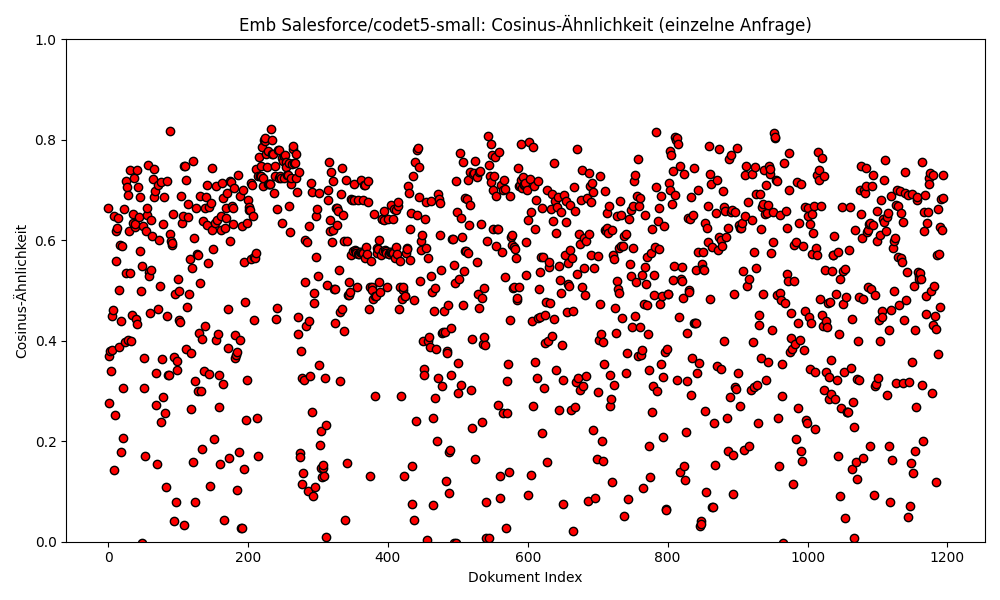 Emb Salesforce/codet5-small: Cosinus-Ähnlichkeit (einzelne Anfrage)
Cosinus-Ähnlichkeit
1.0
0.8
0.6
0.4
0.2
0.0
0 200 400 600 800 1000 1200
Dokument Index